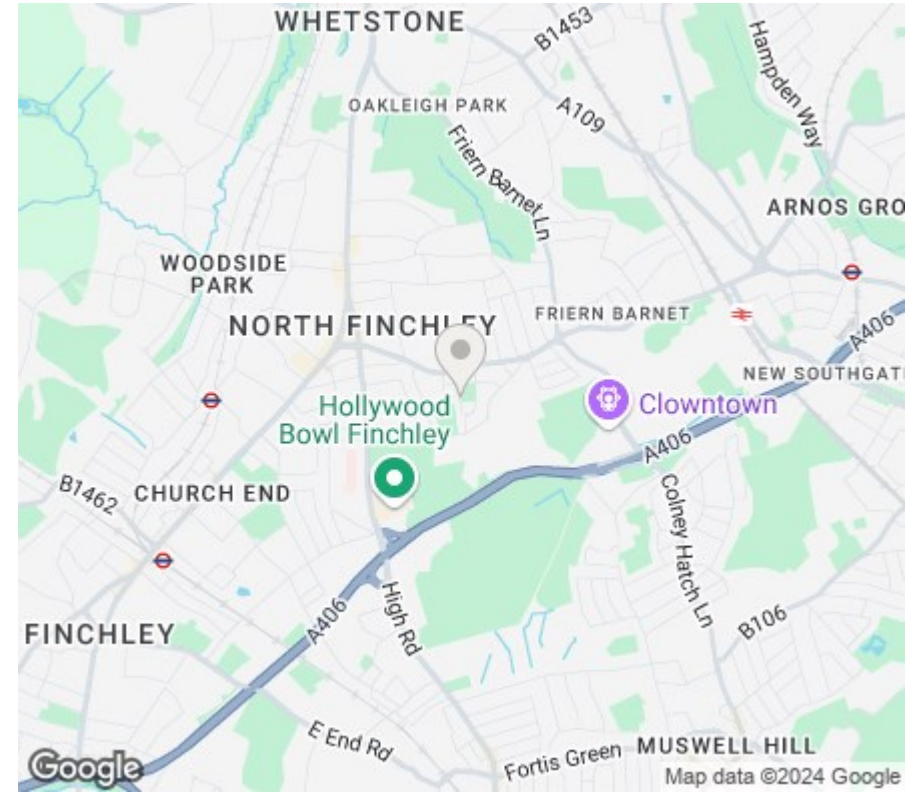 WHETSTONE
B1453
Hampden Way
OAKLEIGH PARK
A109
Friern Barnet Ln
ARNOS GRO
WOODSIDE
PARK
NORTH FINCHLEY
FRIERN BARNET
A406
NEW SOUTHGAT
Hollywood
Bowl Finchley
Clowntown
A406
B1462
CHURCH END
Colney Hatch Ln
High Rd
A406
B106
FINCHLEY
E End Rd
Fortis Green
MUSWELL HILL
Google
Map data ©2024 Google